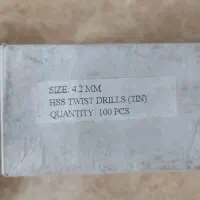 SIZE: 4.2 MM
HSS TWIST DRILLS (TIN)
QUANTITY: 100 PCS